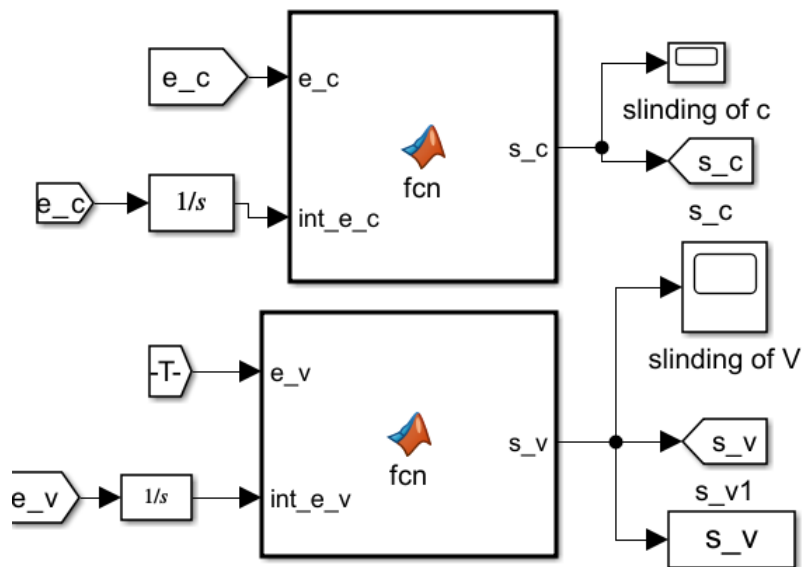 e_c
e_c
slinding of c
s_c
fcn
s_c
s_c
e_c
1/s
int_e_c
slinding of V
-T-
e_v
s_v
fcn
s_v
s_v1
e_v
1/s
int_e_v
s_v